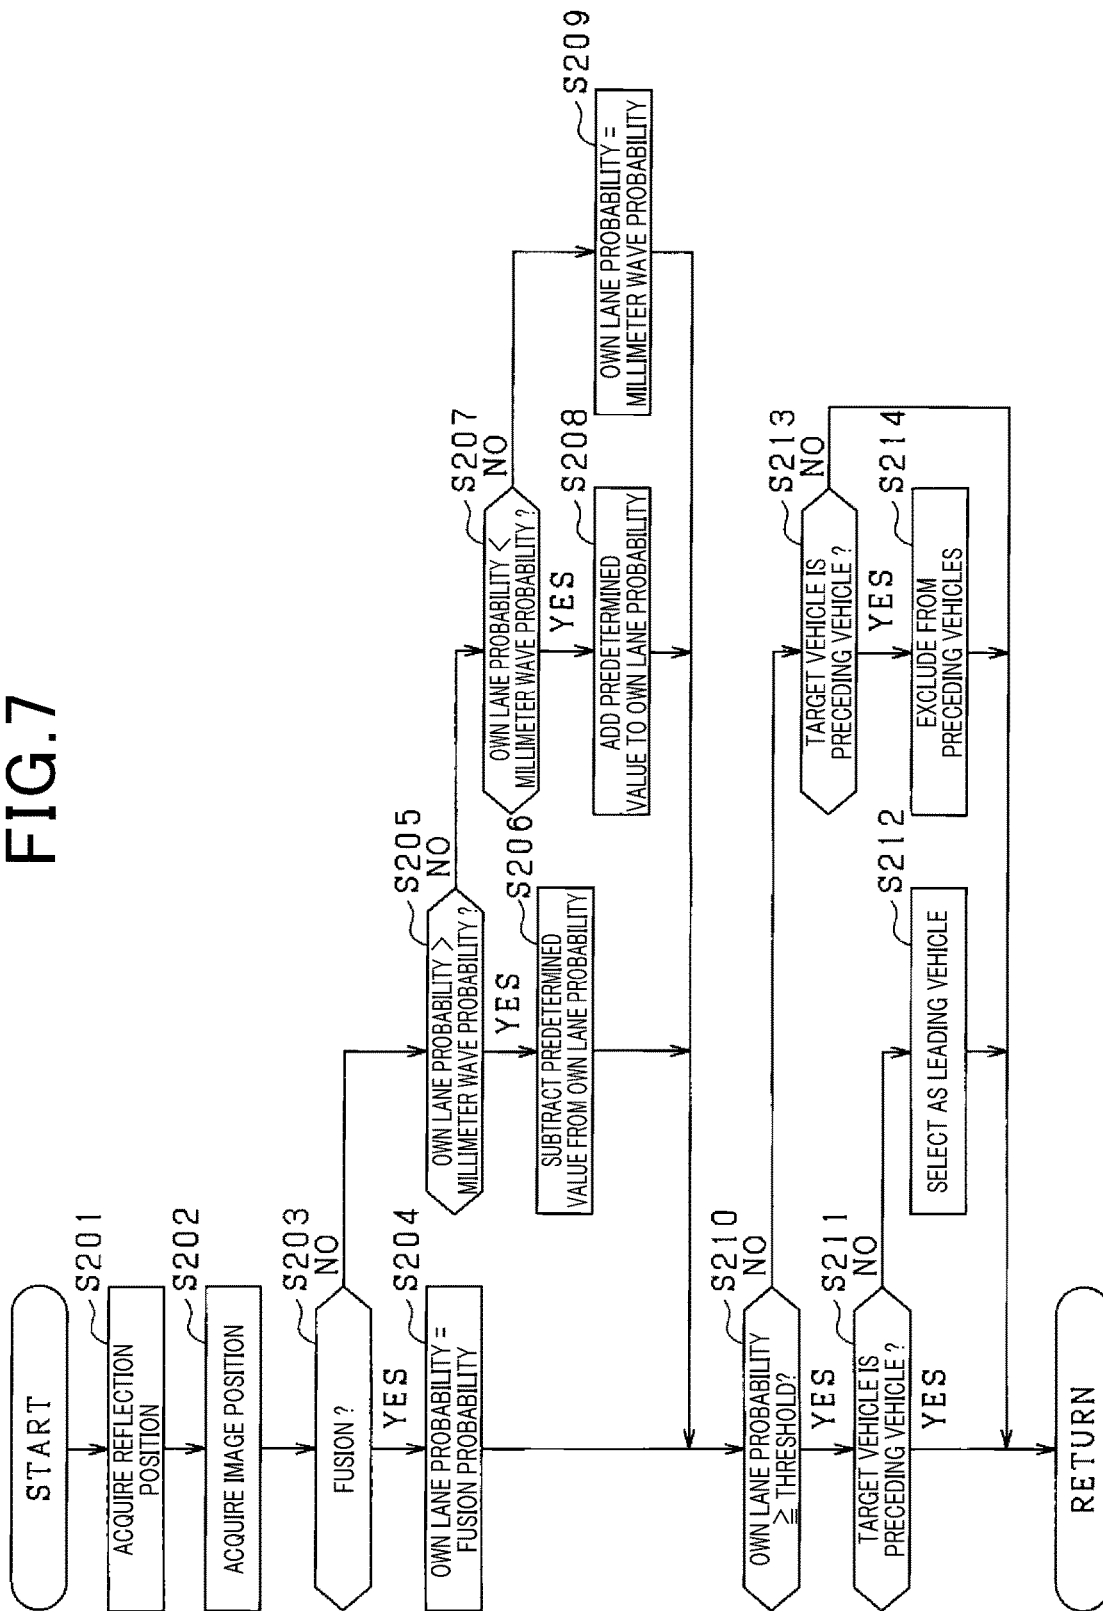 FIG.7
START
S201
ACQUIRE REFLECTION
POSITION
S202
ACQUIRE IMAGE POSITION
S203
FUSION ?
NO
YES
S204
OWN LANE PROBABILITY =
FUSION PROBABILITY
S205
OWN LANE PROBABILITY >
MILLIMETER WAVE PROBABILITY ?
NO
YES
S206
SUBTRACT PREDETERMINED
VALUE FROM OWN LANE PROBABILITY
S207
OWN LANE PROBABILITY <
MILLIMETER WAVE PROBABILITY ?
NO
YES
S208
ADD PREDETERMINED
VALUE TO OWN LANE PROBABILITY
S209
OWN LANE PROBABILITY =
MILLIMETER WAVE PROBABILITY
S210
OWN LANE PROBABILITY
≧ THRESHOLD?
NO
YES
S211
TARGET VEHICLE IS
PRECEDING VEHICLE ?
NO
YES
S212
SELECT AS LEADING VEHICLE
S213
TARGET VEHICLE IS
PRECEDING VEHICLE ?
NO
YES
S214
EXCLUDE FROM
PRECEDING VEHICLES
RETURN